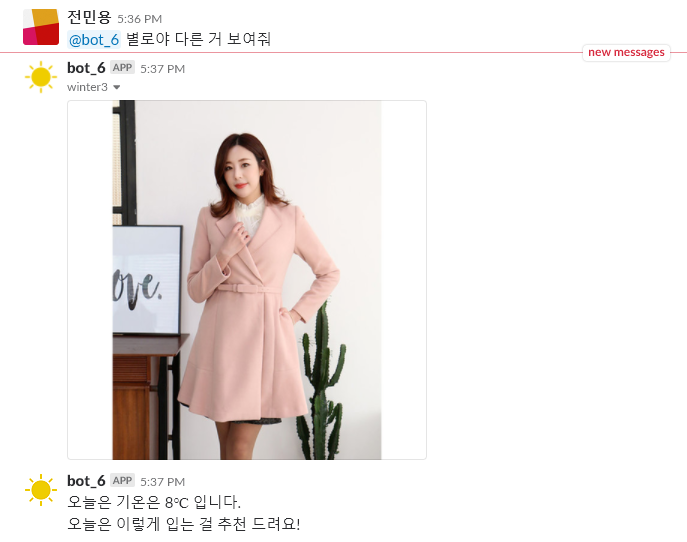 전민용 5:36 PM
@bot_6 별로야 다른 거 보여줘
new messages
bot_6 APP 5:37 PM
winter3
love.
bot_6 APP 5:37 PM
오늘은 기온은 8℃ 입니다.
오늘은 이렇게 입는 걸 추천 드려요!